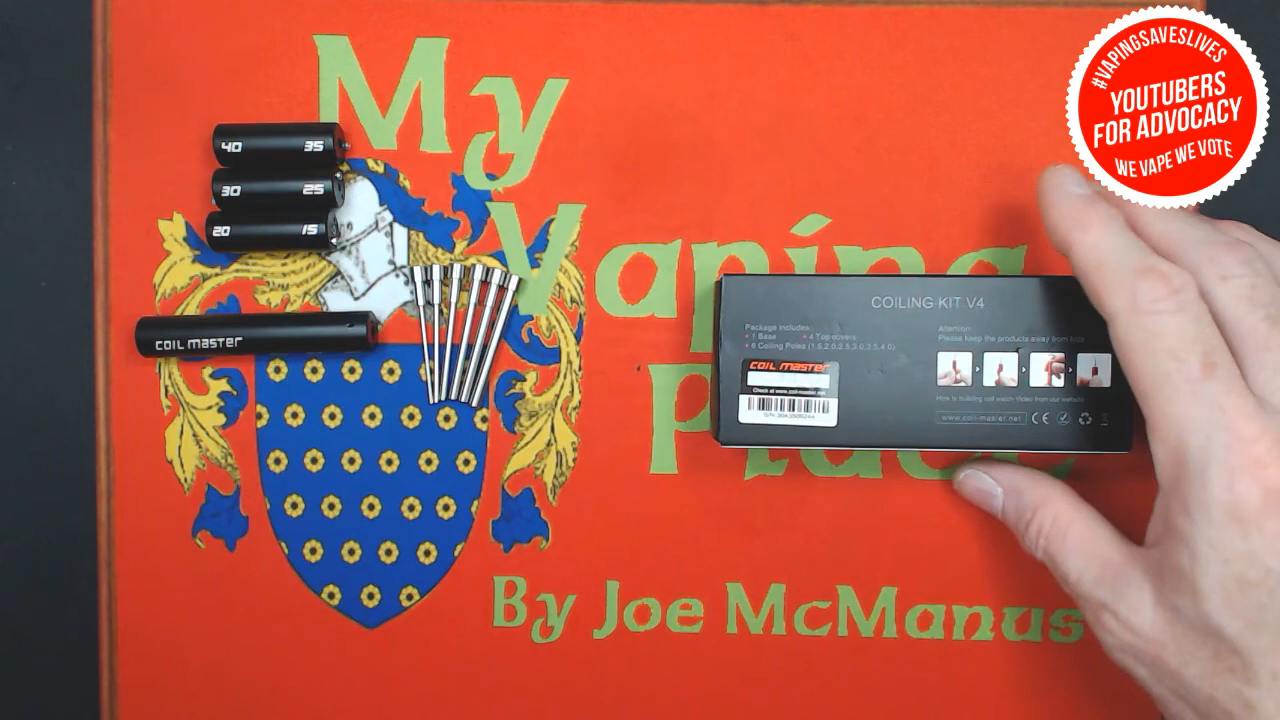 #VAPINGSAVESLIVES
YOUTUBERS
FOR ADVOCACY
WE VAPE WE VOTE
My
Vaping
Place
By Joe McManus
40 35
30 25
20 15
COIL MASTER
COILING KIT V4
Package includes:
1 Base 4 Top covers
6 Coiling Poles (1.5,2.0,2.5,3.0,3.5,4.0)
COIL MASTER
Check at www.coil-master.net
Attention:
Please keep the products away from kids
How to building coil watch Video from our website
www.coil-master.net CE